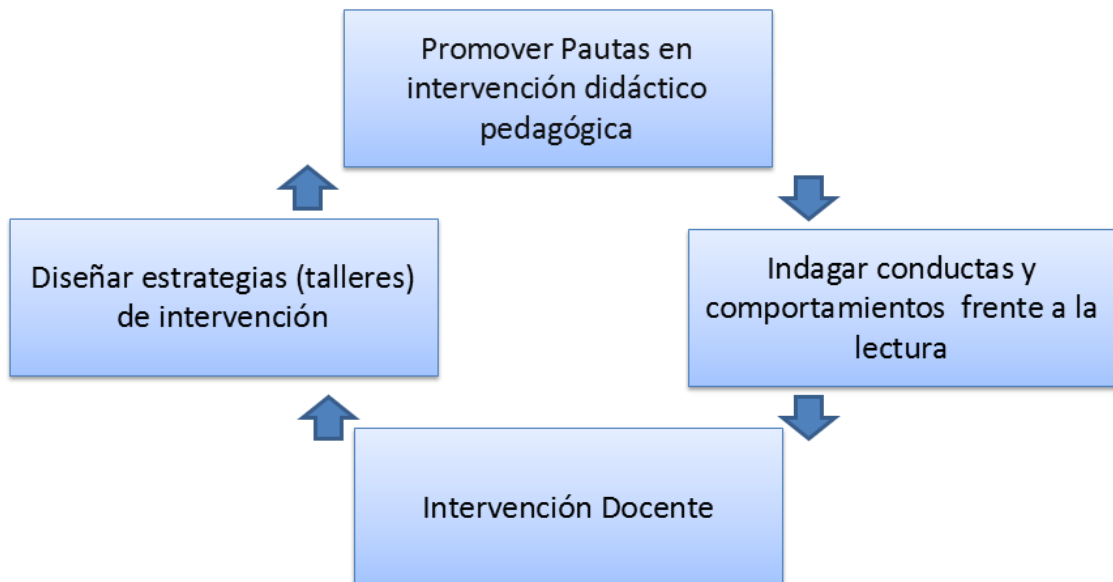 Promover Pautas en
intervención didáctico
pedagógica
Diseñar estrategias (talleres)
de intervención
Indagar conductas y
comportamientos  frente a la
lectura
Intervención Docente